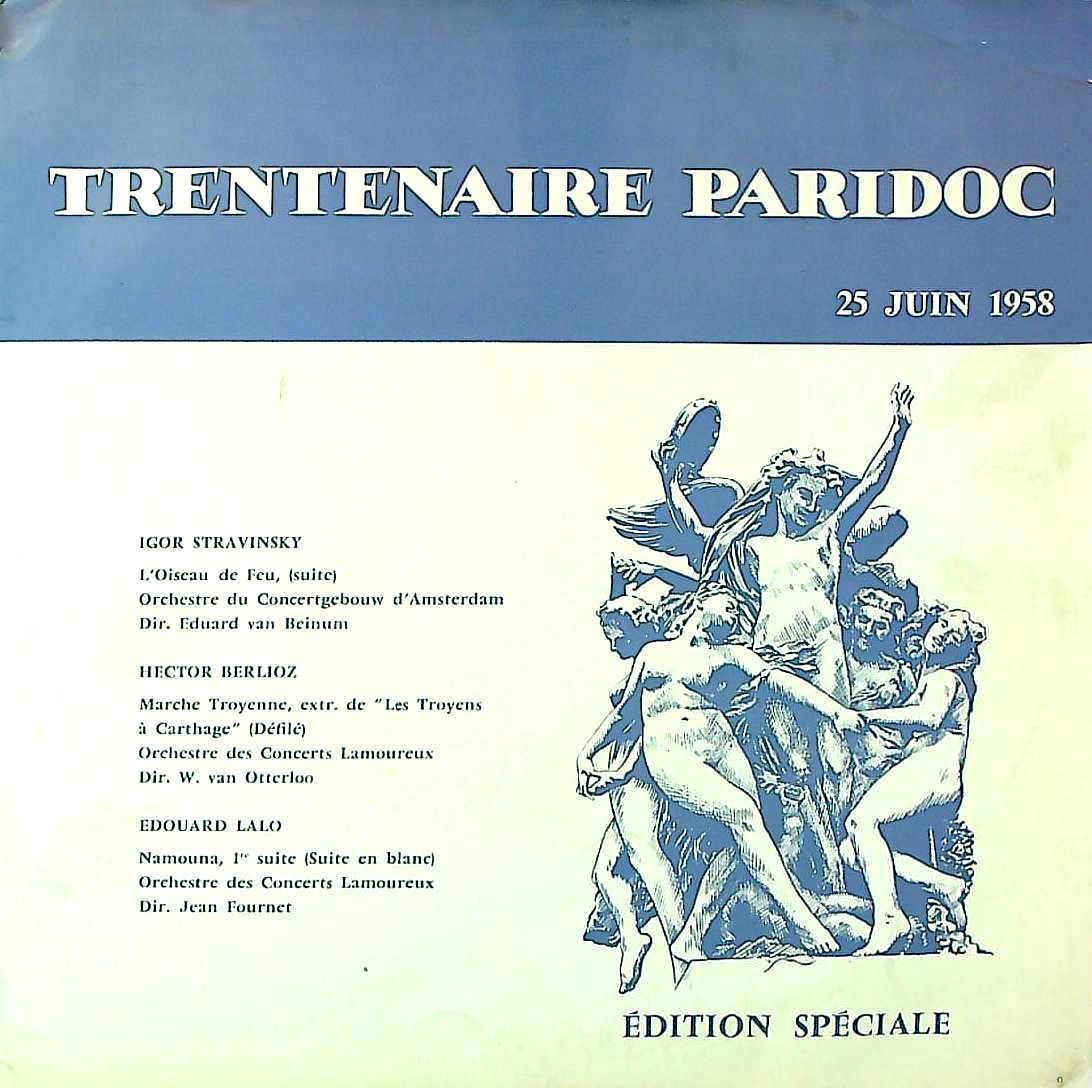 TRENTENAIRE PARIDOC
25 JUIN 1958
IGOR STRAVINSKY
L'Oiseau de Feu, (suite)
Orchestre du Concertgebouw d'Amsterdam
Dir. Eduard van Beinum
HECTOR BERLIOZ
Marche Troyenne, extr. de "Les Troyens
à Carthage" (Défilé)
Orchestre des Concerts Lamoureux
Dir. W. van Otterloo
EDOUARD LALO
Namouna, 1re suite (Suite en blanc)
Orchestre des Concerts Lamoureux
Dir. Jean Fournet
ÉDITION SPÉCIALE